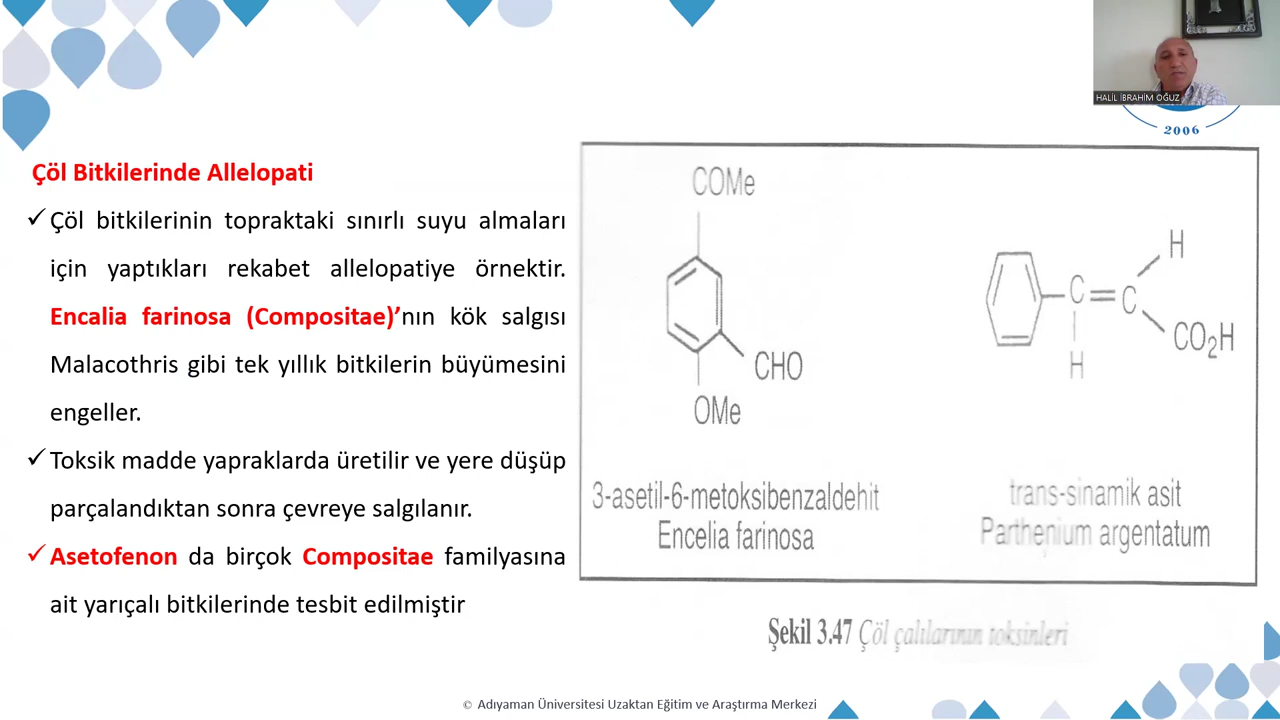 HALİL İBRAHİM OĞUZ
2006
Çöl Bitkilerinde Allelopati
✓ Çöl bitkilerinin topraktaki sınırlı suyu almaları
için yaptıkları rekabet allelopatiye örnektir.
Encalia farinosa (Compositae)’nın kök salgısı
Malacothris gibi tek yıllık bitkilerin büyümesini
engeller.
✓ Toksik madde yapraklarda üretilir ve yere düşüp
parçalandıktan sonra çevreye salgılanır.
✓ Asetofenon da birçok Compositae familyasına
ait yarıçalı bitkilerinde tesbit edilmiştir
COMe
CHO
OMe
3-asetil-6-metoksibenzaldehit
Encelia farinosa
H
C=C
CO₂H
H
trans-sinamik asit
Parthenium argentatum
Şekil 3.47 Çöl çalılarının toksinleri
© Adıyaman Üniversitesi Uzaktan Eğitim ve Araştırma Merkezi